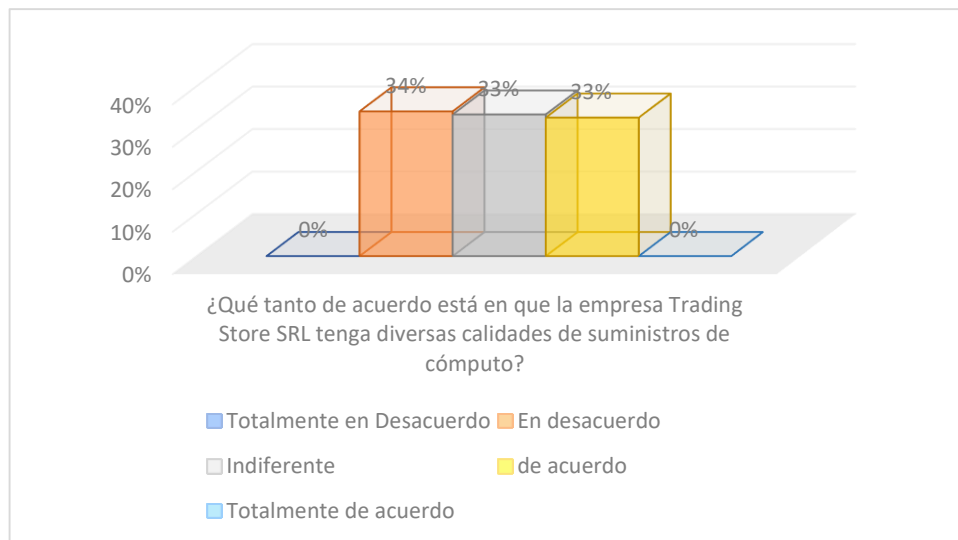 34%
33%
33%
40%
30%
20%
10%
0%
0%
0%
¿Qué tanto de acuerdo está en que la empresa Trading
Store SRL tenga diversas calidades de suministros de
cómputo?
Totalmente en Desacuerdo
En desacuerdo
Indiferente
de acuerdo
Totalmente de acuerdo